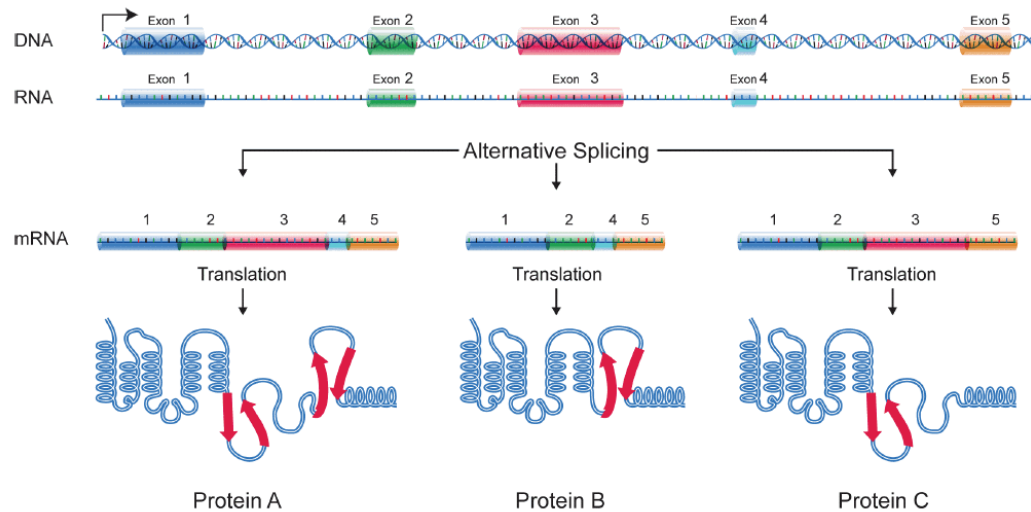 Exon 1 Exon 2 Exon 3 Exon 4 Exon 5
DNA
Exon 1 Exon 2 Exon 3 Exon 4 Exon 5
RNA
Alternative Splicing
1 2 3 4 5 1 2 4 5 1 2 3 5
mRNA
Translation Translation Translation
Protein A Protein B Protein C